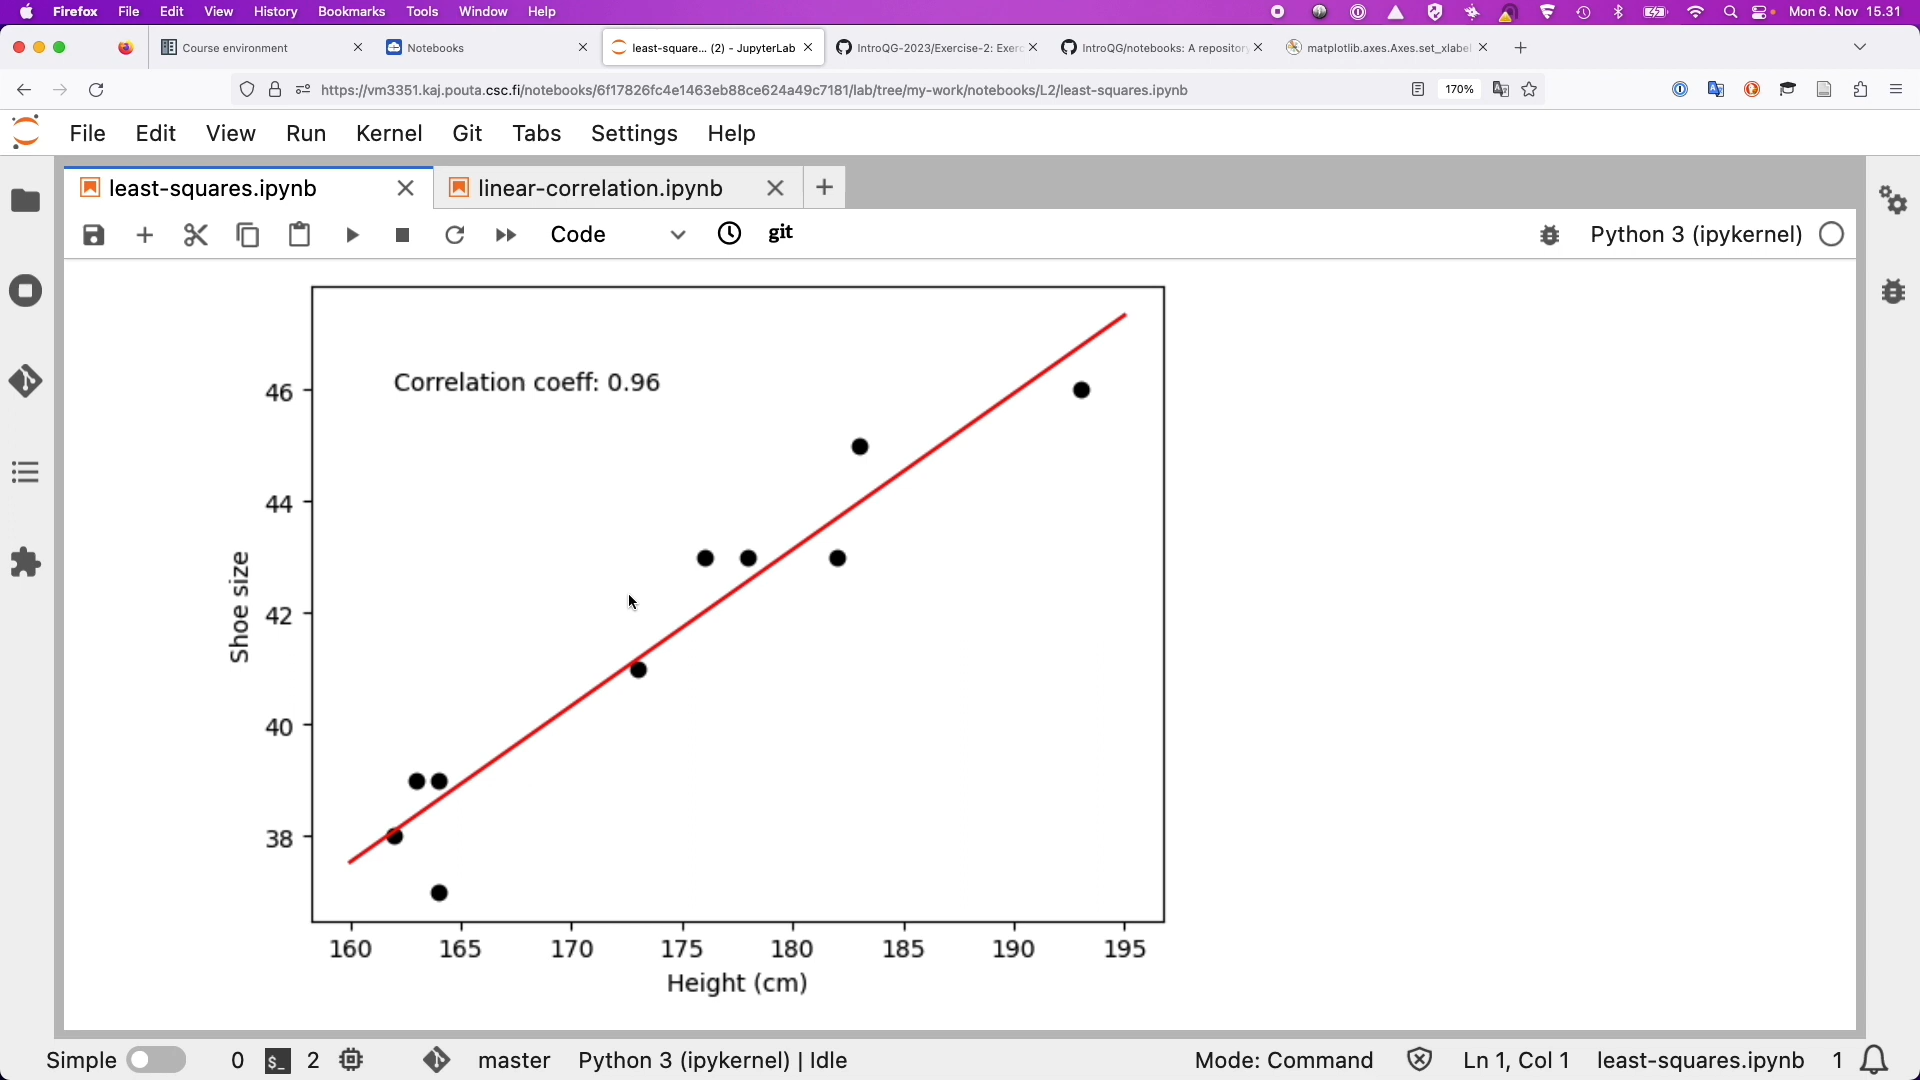 Firefox File Edit View History Bookmarks Tools Window Help Mon 6. Nov 15.31
Course environment Notebooks least-square... (2) - JupyterLab IntroQG-2023/Exercise-2: Exerc IntroQG/notebooks: A repository matplotlib.axes.Axes.set_xlabel
https://vm3351.kaj.pouta.csc.fi/notebooks/6f17826fc4e1463eb88ce624a49c7181/lab/tree/my-work/notebooks/L2/least-squares.ipynb 170%
File Edit View Run Kernel Git Tabs Settings Help
least-squares.ipynb linear-correlation.ipynb
Code git Python 3 (ipykernel)
Correlation coeff: 0.96
46
44
42
40
38
Shoe size
160 165 170 175 180 185 190 195
Height (cm)
Simple 0 $_ 2 master Python 3 (ipykernel) | Idle Mode: Command Ln 1, Col 1 least-squares.ipynb 1